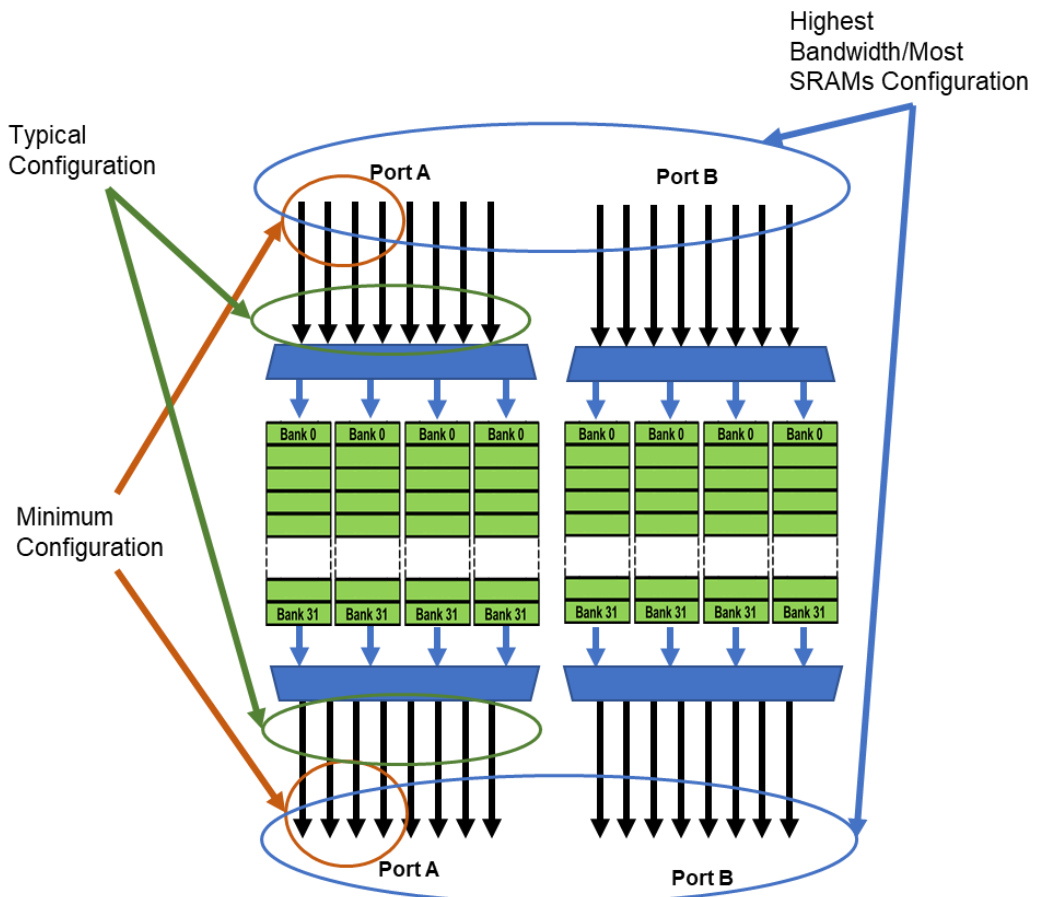 Highest
Bandwidth/Most
SRAMs Configuration
Typical
Configuration
Port A
Port B
Bank 0 Bank 0 Bank 0 Bank 0 Bank 0 Bank 0 Bank 0 Bank 0
Minimum
Configuration
Bank 31 Bank 31 Bank 31 Bank 31 Bank 31 Bank 31 Bank 31 Bank 31
Port A
Port B